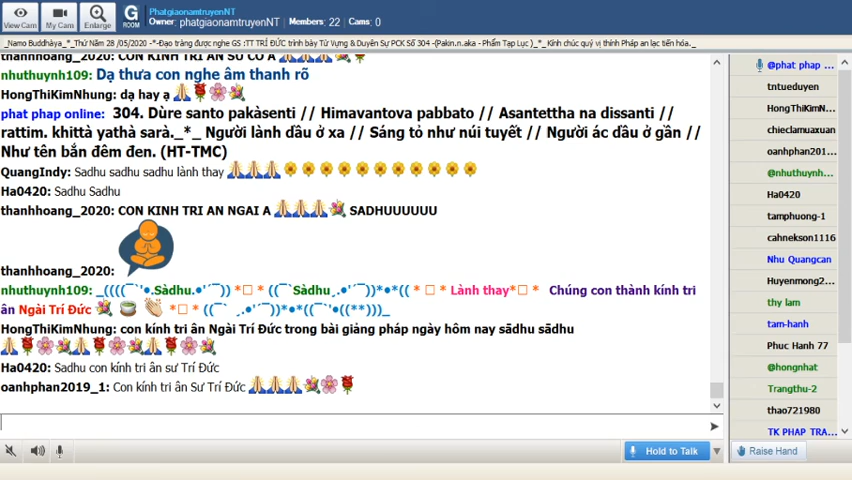 View Cam
My Cam
Enlarge
G
ROOM
PhatgiaonamtruyenNT
Owner: phatgiaonamtruyenNT | Members: 22 | Cams: 0
_Namo Buddhàya_*_Thứ Năm 28 /05/2020 -*-Đạo tràng được nghe GS :TT TRÍ ĐỨC trình bày Từ Vựng & Duyên Sự PCK Số 304 -(Pakin.n.aka - Phẩm Tạp Lục )_*_ Kính chúc quý vị thính Pháp an lạc tiến hóa._
thanhhoang_2020: CON KINH TRI AN SU CO A
nhuthuynh109: Dạ thưa con nghe âm thanh rõ
HongThiKimNhung: dạ hay ạ
phat phap online: 304. Dùre santo pakàsenti // Himavantova pabbato // Asantettha na dissanti //
rattim. khittà yathà sarà._*_ Người lành dầu ở xa // Sáng tỏ như núi tuyết // Người ác dầu ở gần //
Như tên bắn đêm đen. (HT-TMC)
QuangIndy: Sadhu sadhu sadhu lành thay
Ha0420: Sadhu Sadhu
thanhhoang_2020: CON KINH TRI AN NGAI A SADHUUUUUU
thanhhoang_2020:
nhuthuynh109: _((((¯`'•.Sàdhu.•'´¯)) *□ * ((¯`Sàdhu¸.•'´¯))*•*(( * □ * Lành thay*□ * Chúng con thành kính tri
ân Ngài Trí Đức *□ * ((¯` ¸.•'´¯))*•*((¯`'•((**)))_
HongThiKimNhung: con kính tri ân Ngài Trí Đức trong bài giảng pháp ngày hôm nay sādhu sādhu
Ha0420: Sadhu con kính tri ân sư Trí Đức
oanhphan2019_1: Con kính tri ân Sư Trí Đức
Hold to Talk
@phat phap ...
tntueduyen
HongThiKimN...
chieclamuaxuan
oanhphan201...
@nhuthuynh...
Ha0420
tamphuong-1
cahnekson1116
Nhu Quangcan
Huyenmong2...
thy lam
tam-hanh
Phuc Hanh 77
@hongnhat
Trangthu-2
thao721980
TK PHAP TRA...
Raise Hand